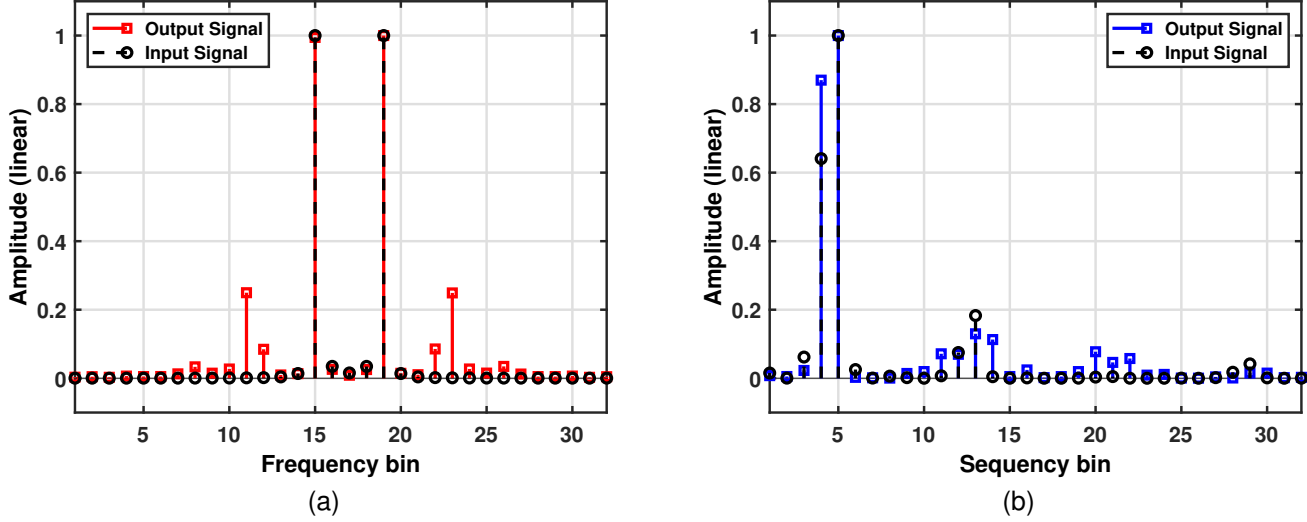 Output Signal
Input Signal
1
0.8
0.6
0.4
0.2
0
Amplitude (linear)
5 10 15 20 25 30
Frequency bin
(a)
Output Signal
Input Signal
1
0.8
0.6
0.4
0.2
0
Amplitude (linear)
5 10 15 20 25 30
Sequency bin
(b)